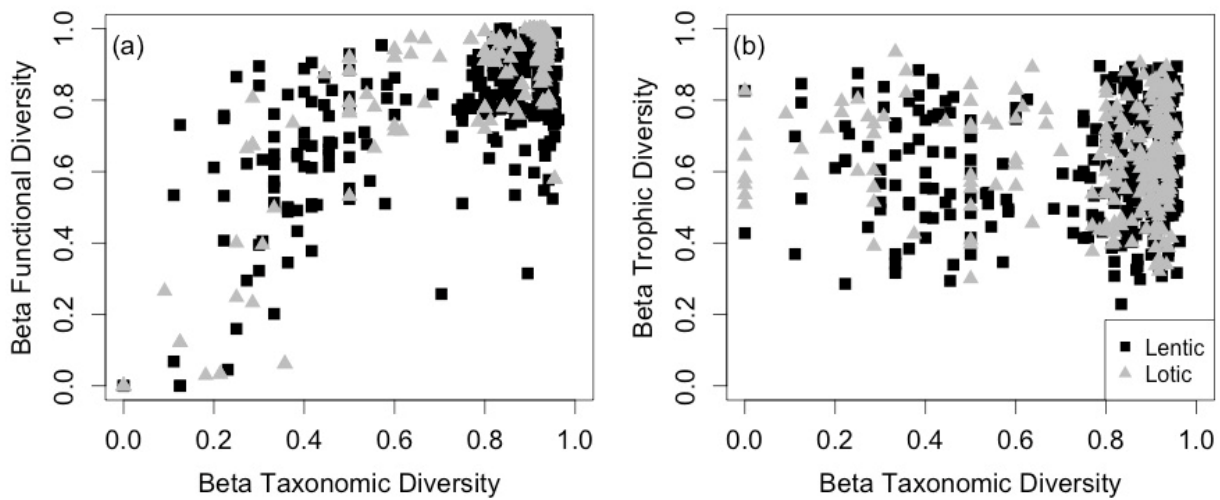 (a)
Beta Functional Diversity
0.0 0.2 0.4 0.6 0.8 1.0
0.0 0.2 0.4 0.6 0.8 1.0
Beta Taxonomic Diversity
(b)
Beta Trophic Diversity
0.0 0.2 0.4 0.6 0.8 1.0
Lentic
Lotic
0.0 0.2 0.4 0.6 0.8 1.0
Beta Taxonomic Diversity